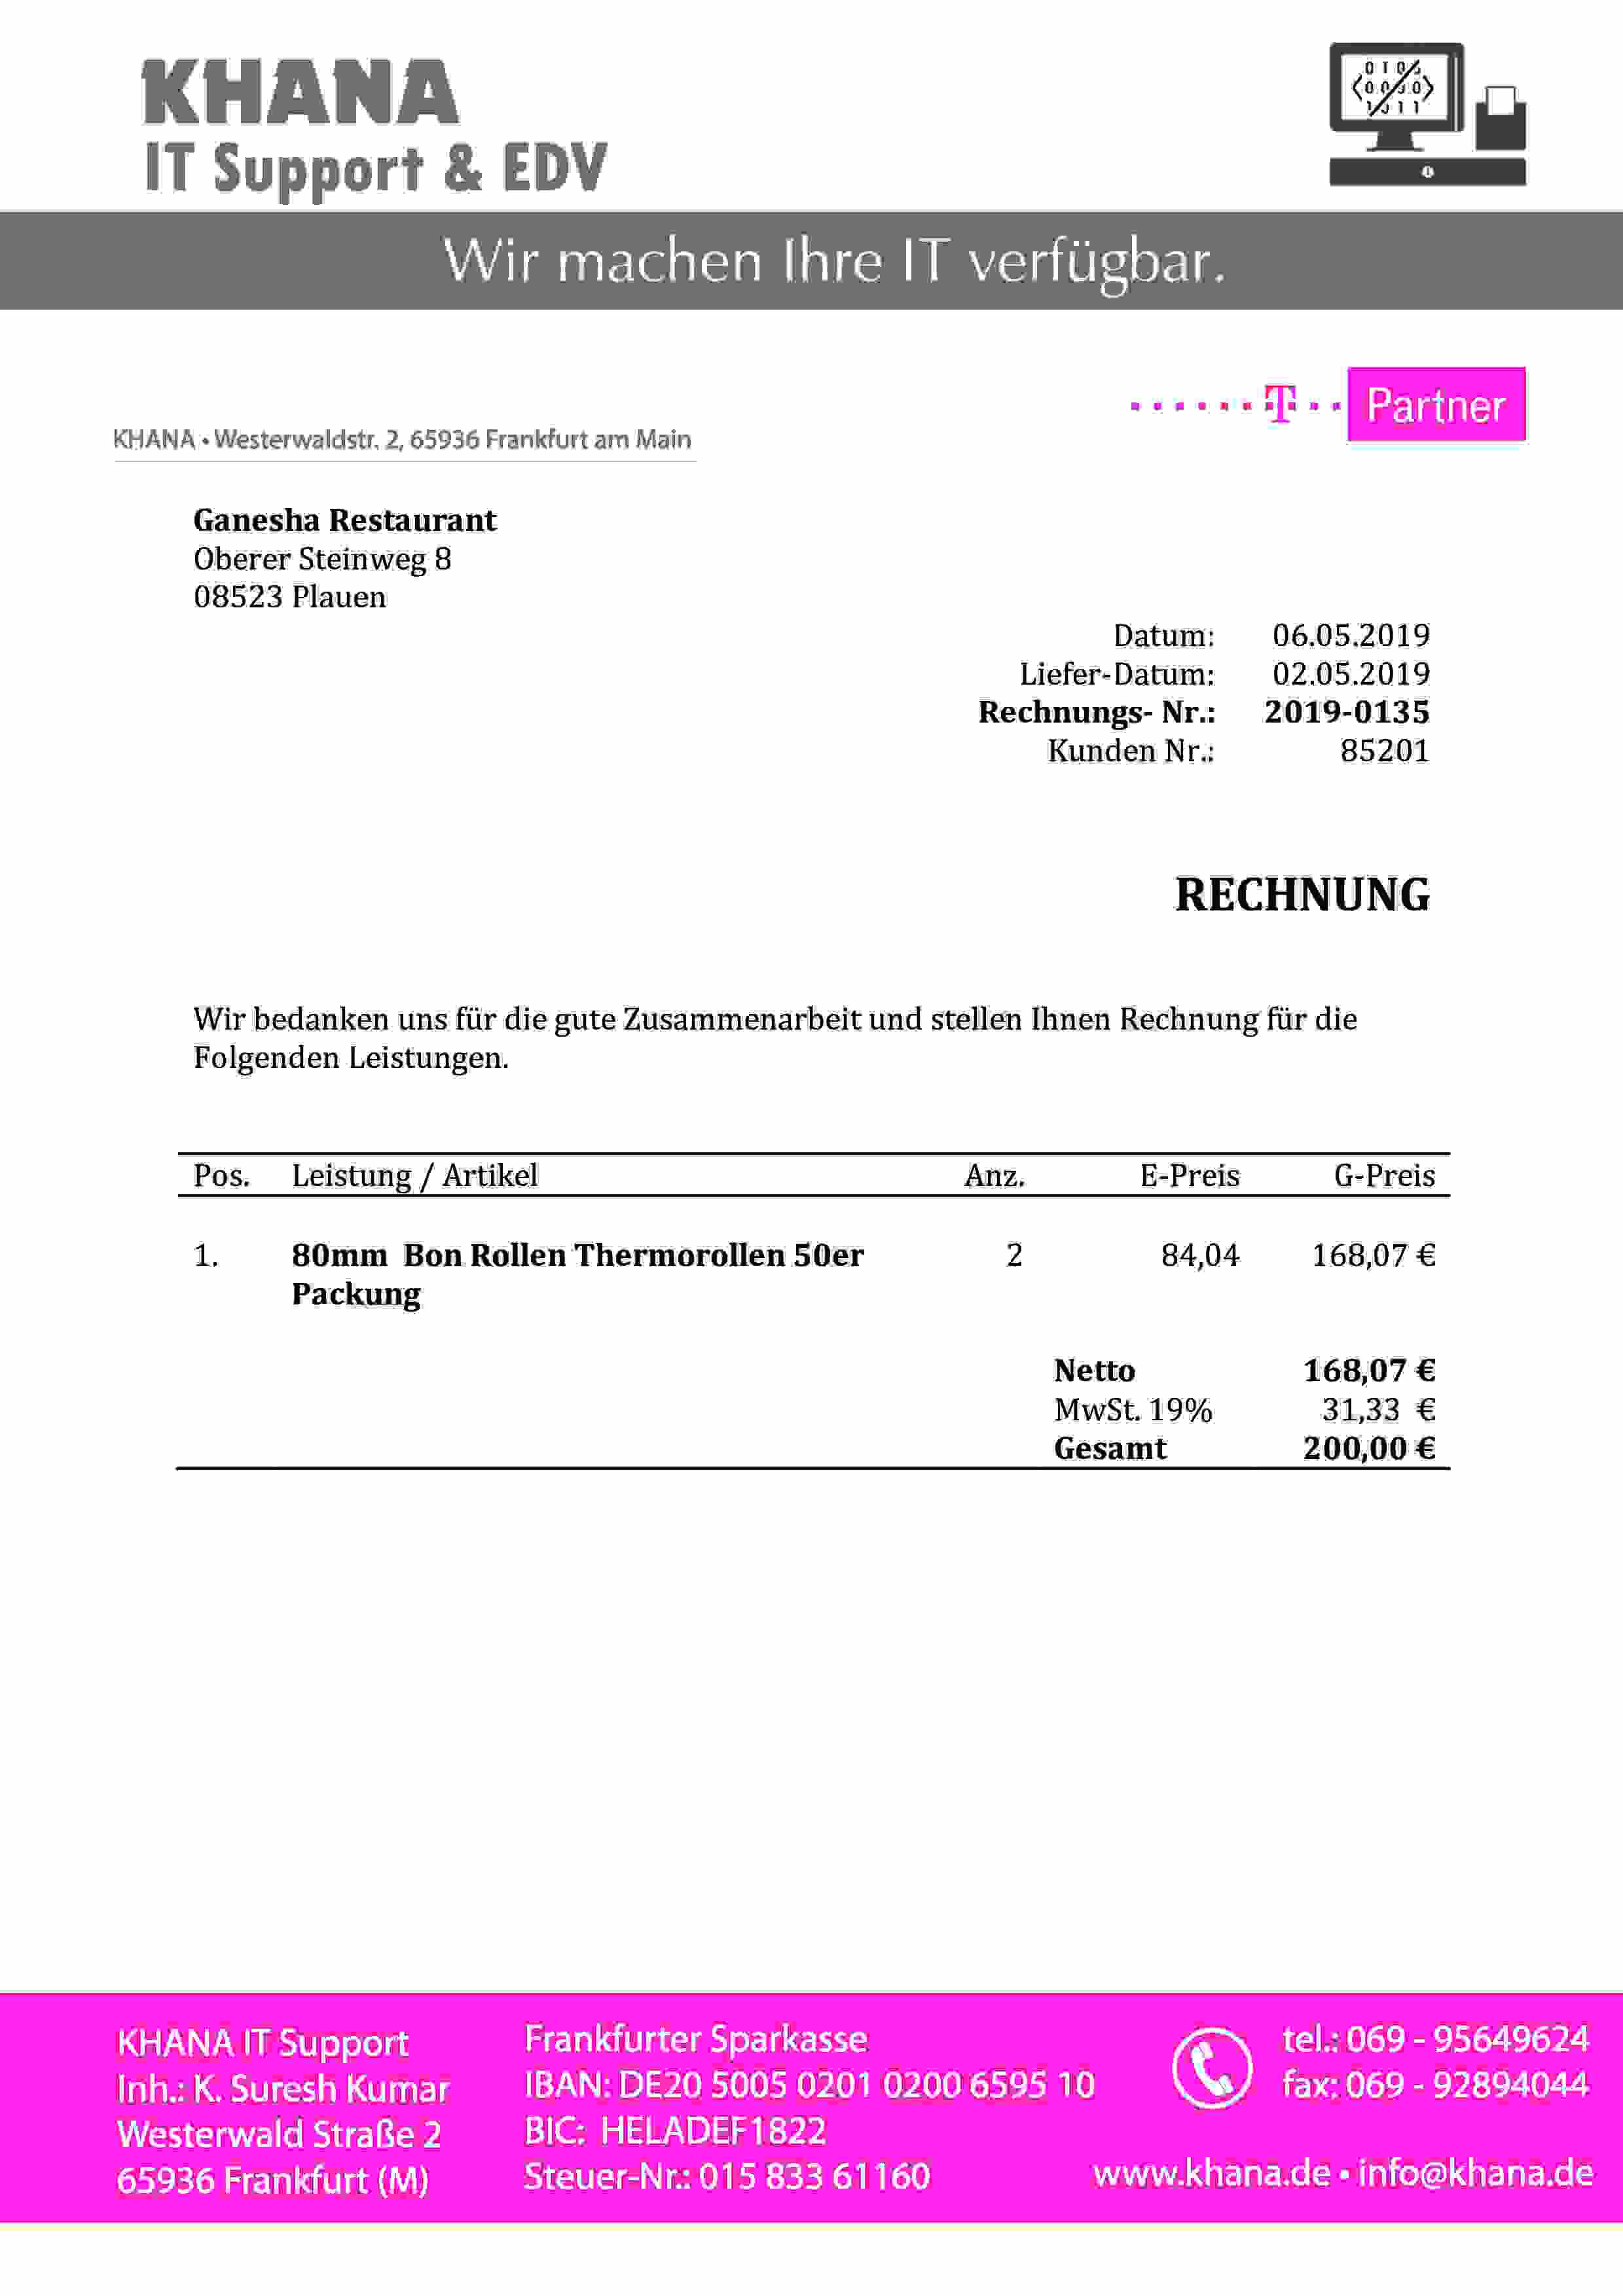 KHANA
IT Support & EDV
Wir machen Ihre IT verfügbar.
T Partner
KHANA • Westerwaldstr. 2, 65936 Frankfurt am Main
Ganesha Restaurant
Oberer Steinweg 8
08523 Plauen
Datum: 06.05.2019
Liefer-Datum: 02.05.2019
Rechnungs- Nr.: 2019-0135
Kunden Nr.: 85201
RECHNUNG
Wir bedanken uns für die gute Zusammenarbeit und stellen Ihnen Rechnung für die
Folgenden Leistungen.
Pos. Leistung / Artikel Anz. E-Preis G-Preis
1. 80mm Bon Rollen Thermorollen 50er 2 84,04 168,07 €
Packung
Netto 168,07 €
MwSt. 19% 31,33 €
Gesamt 200,00 €
KHANA IT Support
Inh.: K. Suresh Kumar
Westerwald Straße 2
65936 Frankfurt (M)
Frankfurter Sparkasse
IBAN: DE20 5005 0201 0200 6595 10
BIC: HELADEF1822
Steuer-Nr.: 015 833 61160
tel.: 069 - 95649624
fax: 069 - 92894044
www.khana.de • info@khana.de